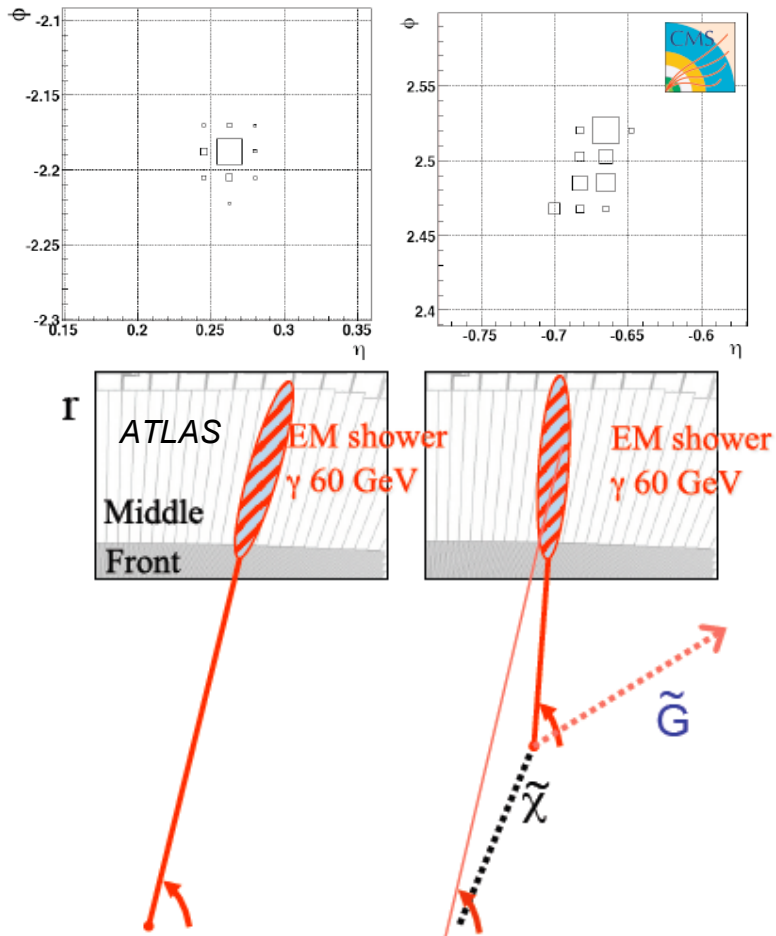 ϕ
-2.1
-2.15
-2.2
-2.25
-2.3
0.15
0.2
0.25
0.3
0.35
η
ϕ
2.55
2.5
2.45
2.4
-0.75
-0.7
-0.65
-0.6
η
CMS
r
ATLAS
EM shower
γ 60 GeV
Middle
Front
EM shower
γ 60 GeV
G̃
χ̃